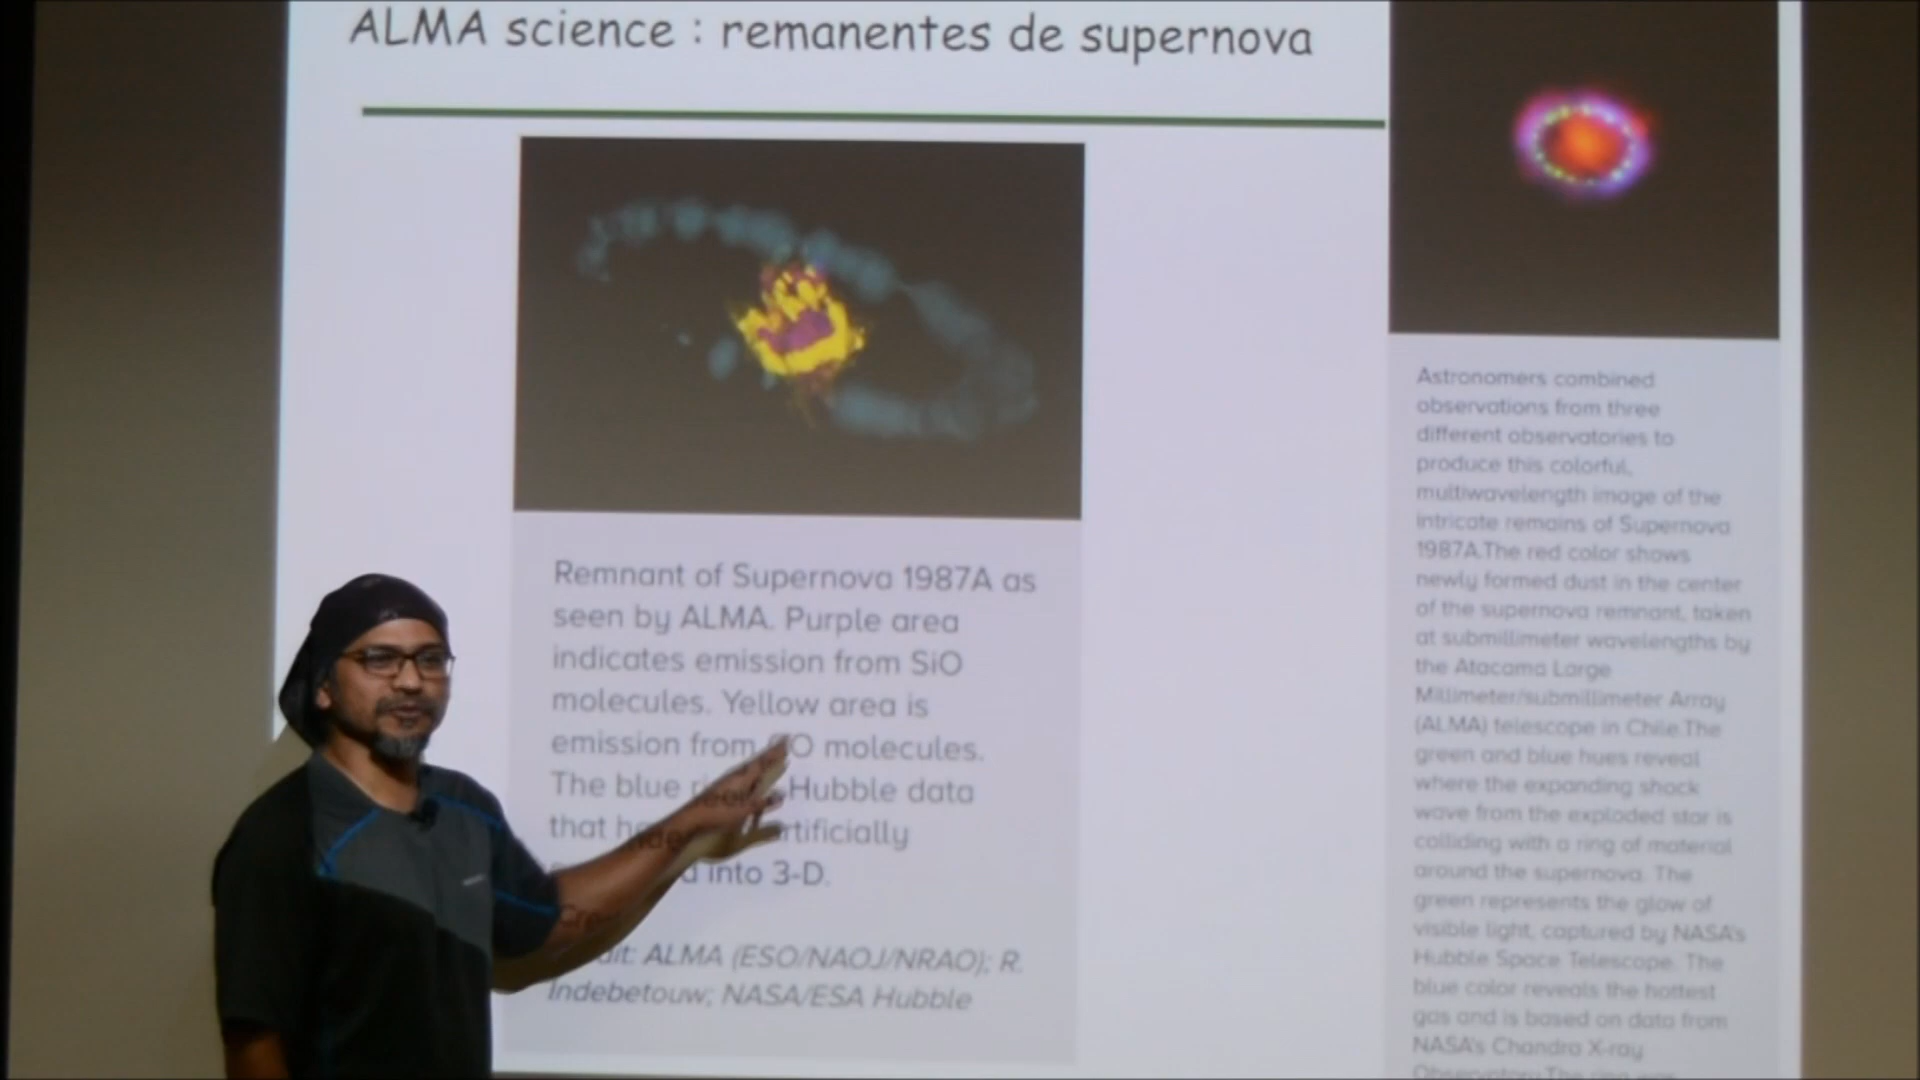 ALMA science : remanentes de supernova
Remnant of Supernova 1987A as
seen by ALMA. Purple area
indicates emission from SiO
molecules. Yellow area is
emission from molecules.
The blue Hubble data
that artificially
into 3-D.
ALMA (ESO/NAOJ/NRAO); R.
Indebetouw; NASA/ESA Hubble
Astronomers combined
observations from three
different observatories to
produce this colorful,
multiwavelength image of the
intricate remains of Supernova
1987A.The red color shows
newly formed dust in the center
of the supernova remnant, taken
at submillimeter wavelengths by
the Atacama Large
Millimeter/submillimeter Array
(ALMA) telescope in Chile.The
green and blue hues reveal
where the expanding shock
wave from the exploded star is
colliding with a ring of material
around the supernova. The
green represents the glow of
visible light, captured by NASA's
Hubble Space Telescope. The
blue color reveals the hottest
gas and is based on data from
NASA's Chandra X-ray
Observatory.The ring was